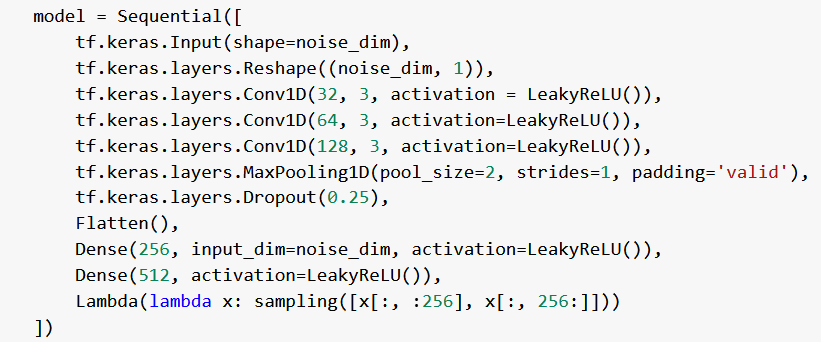 model = Sequential([
    tf.keras.Input(shape=noise_dim),
    tf.keras.layers.Reshape((noise_dim, 1)),
    tf.keras.layers.Conv1D(32, 3, activation = LeakyReLU()),
    tf.keras.layers.Conv1D(64, 3, activation=LeakyReLU()),
    tf.keras.layers.Conv1D(128, 3, activation=LeakyReLU()),
    tf.keras.layers.MaxPooling1D(pool_size=2, strides=1, padding='valid'),
    tf.keras.layers.Dropout(0.25),
    Flatten(),
    Dense(256, input_dim=noise_dim, activation=LeakyReLU()),
    Dense(512, activation=LeakyReLU()),
    Lambda(lambda x: sampling([x[:, :256], x[:, 256:]]))
])